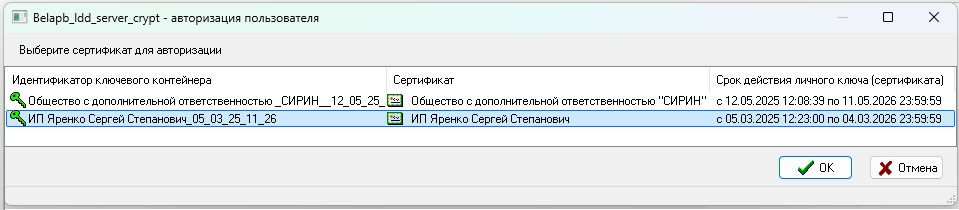 Belapb_ldd_server_crypt - авторизация пользователя
Выберите сертификат для авторизации
Идентификатор ключевого контейнера Сертификат Срок действия личного ключа (сертификата)
Общество с дополнительной ответственностью _СИРИН__12_05_25_ Общество с дополнительной ответственностью "СИРИН" с 12.05.2025 12:08:39 по 11.05.2026 23:59:59
ИП Яренко Сергей Степанович_05_03_25_11_26 ИП Яренко Сергей Степанович с 05.03.2025 12:23:00 по 04.03.2026 23:59:59
OK Отмена